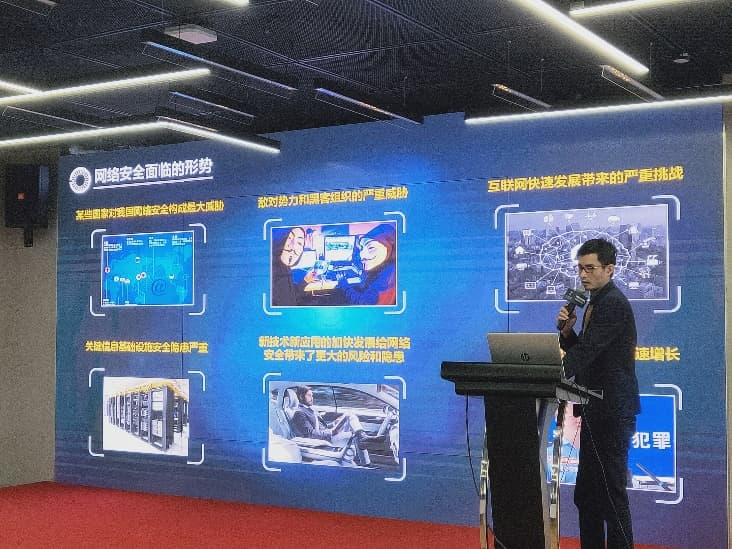 网络安全面临的形势
某些国家对我国网络安全构成最大威胁
敌对势力和黑客组织的严重威胁
互联网快速发展带来的严重挑战
关键信息基础设施安全隐患严重
新技术新应用的加快发展给网络
安全带来了更大的风险和隐患
速增长
犯罪
hp